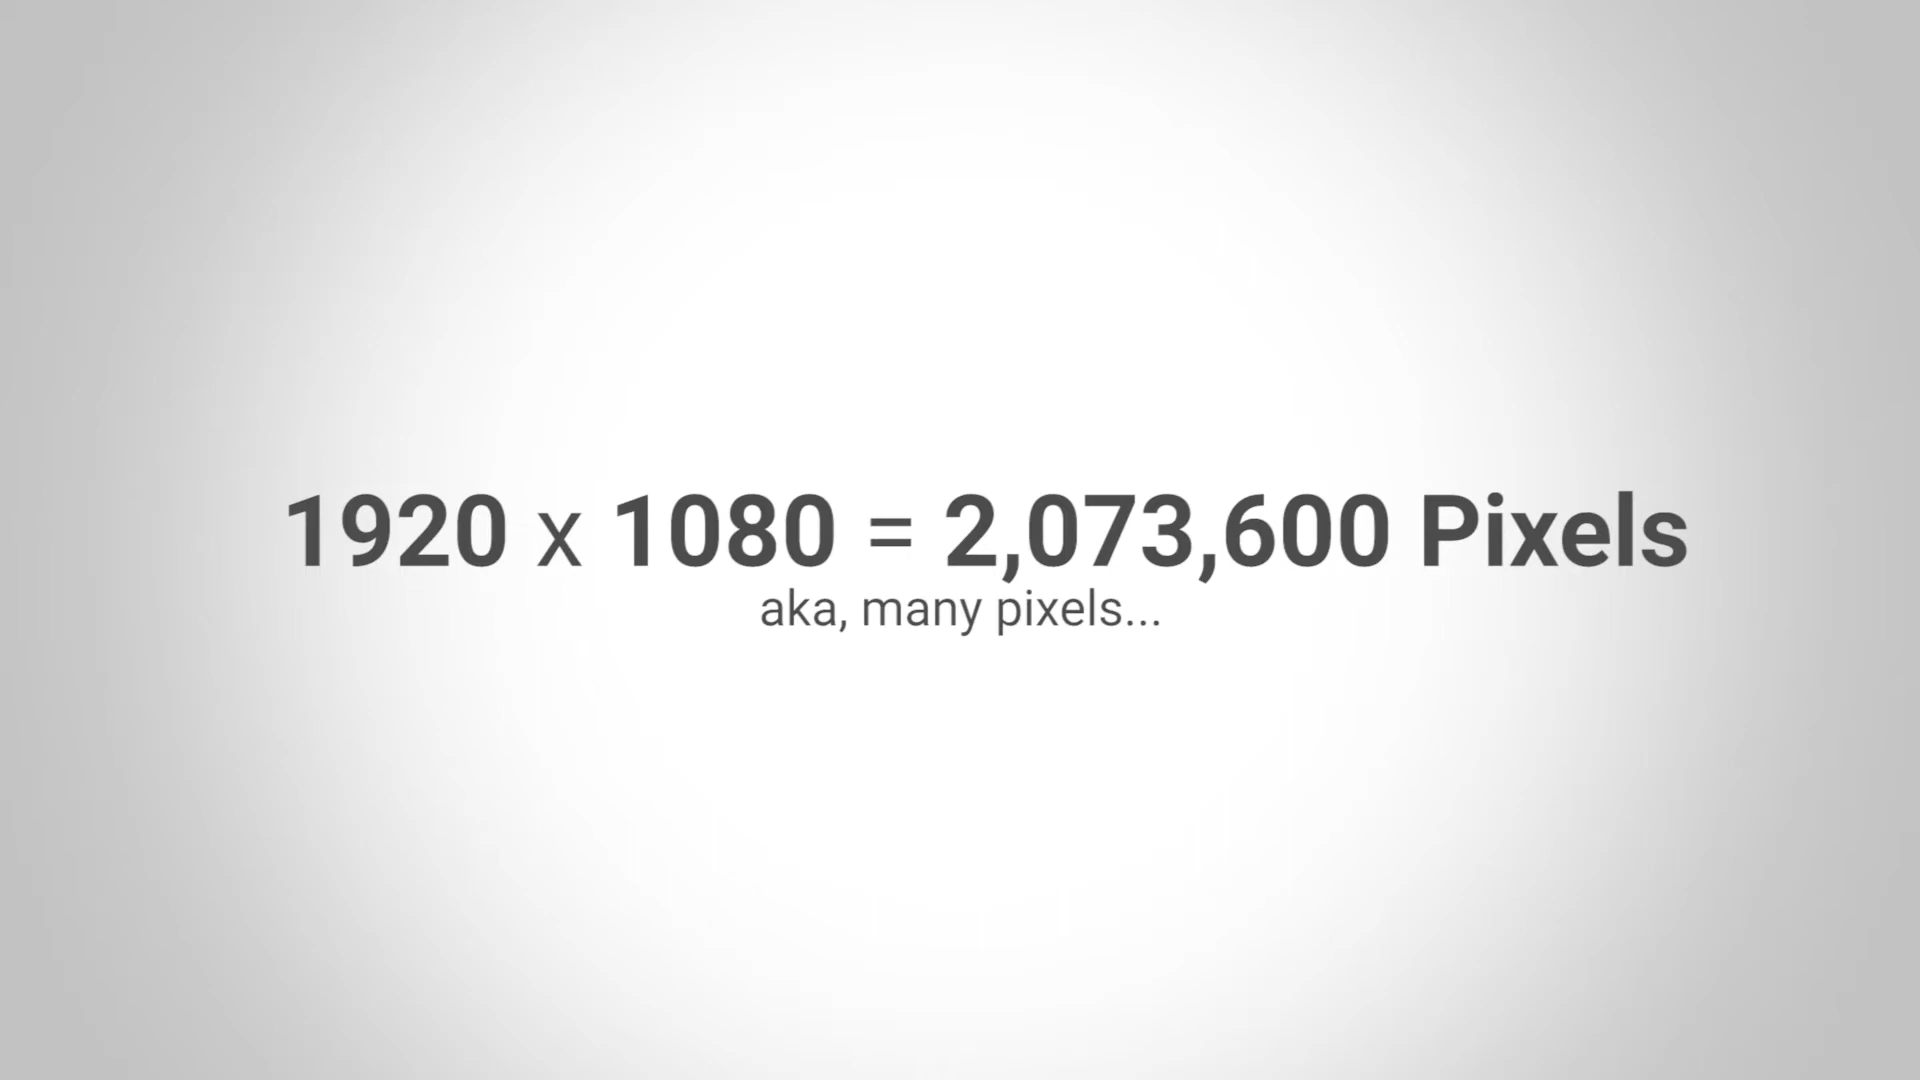 1920 x 1080 = 2,073,600 Pixels
aka, many pixels...